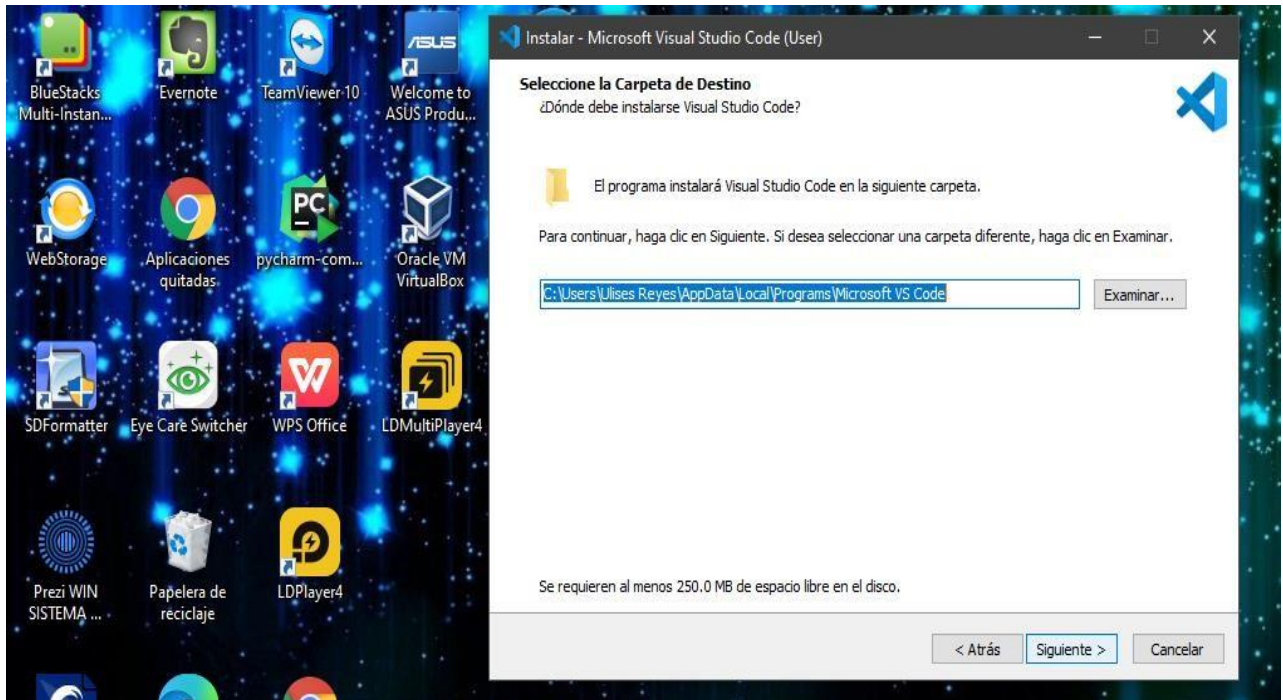 BlueStacks
Multi-Instan...
Evernote
TeamViewer 10
Welcome to
ASUS Produ...
WebStorage
Aplicaciones
quitadas
pycharm-com...
Oracle VM
VirtualBox
SDFormatter
Eye Care Switcher
WPS Office
LDMultiPlayer4
Prezi WIN
SISTEMA ...
Papelera de
reciclaje
LDPlayer4
ASUS
PC
Instalar - Microsoft Visual Studio Code (User)
Seleccione la Carpeta de Destino
¿Dónde debe instalarse Visual Studio Code?
El programa instalará Visual Studio Code en la siguiente carpeta.
Para continuar, haga clic en Siguiente. Si desea seleccionar una carpeta diferente, haga clic en Examinar.
C:\Users\Ulises Reyes\AppData\Local\Programs\Microsoft VS Code
Examinar...
Se requieren al menos 250.0 MB de espacio libre en el disco.
< Atrás
Siguiente >
Cancelar